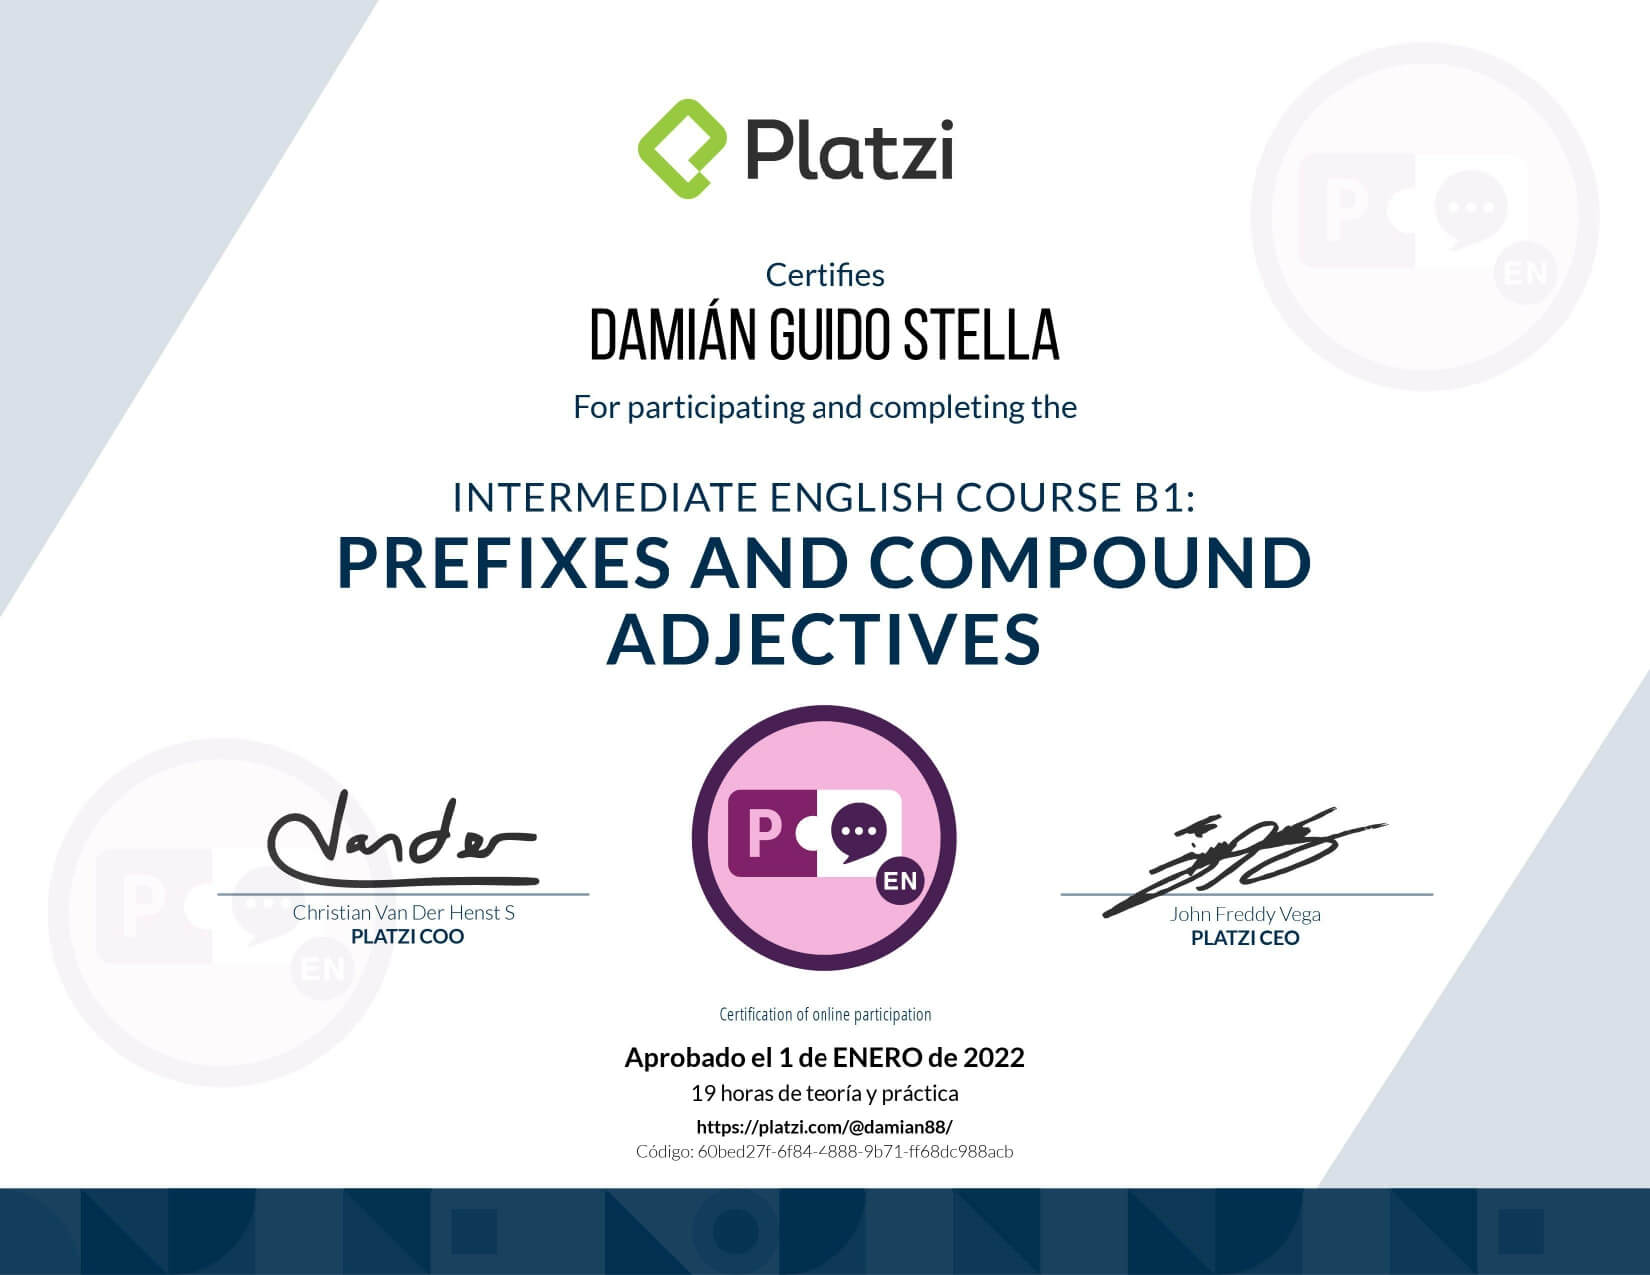 Platzi
Certifies
DAMIÁN GUIDO STELLA
For participating and completing the
INTERMEDIATE ENGLISH COURSE B1:
PREFIXES AND COMPOUND
ADJECTIVES
P EN
P EN
P EN
Vander
Christian Van Der Henst S
PLATZI COO
John Freddy Vega
PLATZI CEO
Certification of online participation
Aprobado el 1 de ENERO de 2022
19 horas de teoría y práctica
https://platzi.com/@damian88/
Código: 60bed27f-6f84-4888-9b71-ff68dc988acb